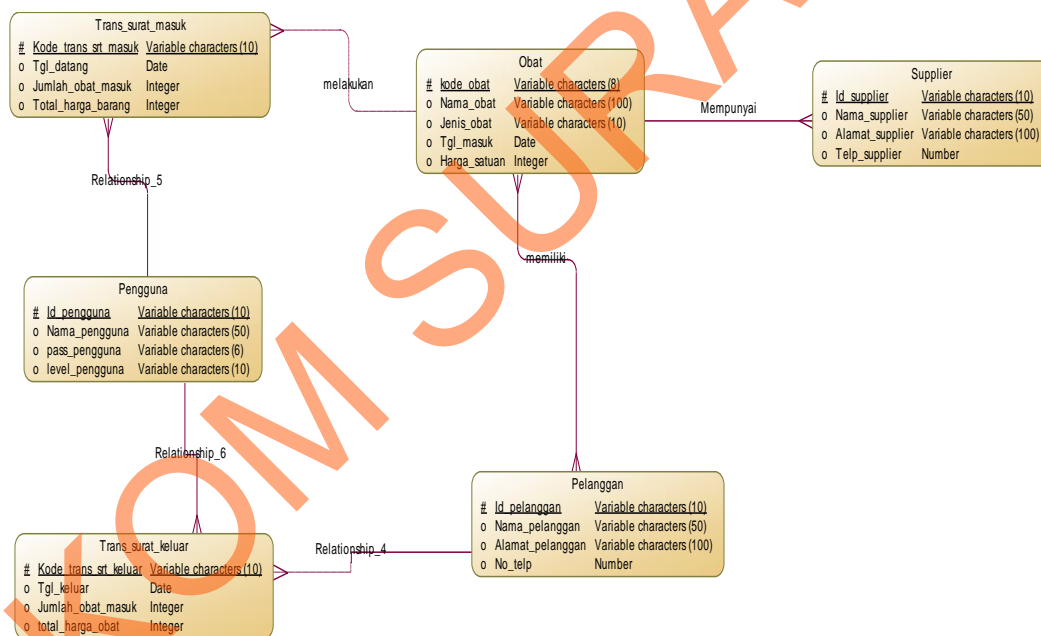 Trans_surat_masuk
# Kode_trans_srt_masuk Variable characters (10)
o Tgl_datang Date
o Jumlah_obat_masuk Integer
o Total_harga_barang Integer
melakukan
Obat
# kode_obat Variable characters (8)
o Nama_obat Variable characters (100)
o Jenis_obat Variable characters (10)
o Tgl_masuk Date
o Harga_satuan Integer
Mempunyai
Supplier
# Id_supplier Variable characters (10)
o Nama_supplier Variable characters (50)
o Alamat_supplier Variable characters (100)
o Telp_supplier Number
Relationship_5
memiliki
Pengguna
# Id_pengguna Variable characters (10)
o Nama_pengguna Variable characters (50)
o pass_pengguna Variable characters (6)
o level_pengguna Variable characters (10)
Relationship_6
Pelanggan
# Id_pelanggan Variable characters (10)
o Nama_pelanggan Variable characters (50)
o Alamat_pelanggan Variable characters (100)
o No_telp Number
Relationship_4
Trans_surat_keluar
# Kode_trans_srt_keluar Variable characters (10)
o Tgl_keluar Date
o Jumlah_obat_masuk Integer
o total_harga_obat Integer
KOM SURA